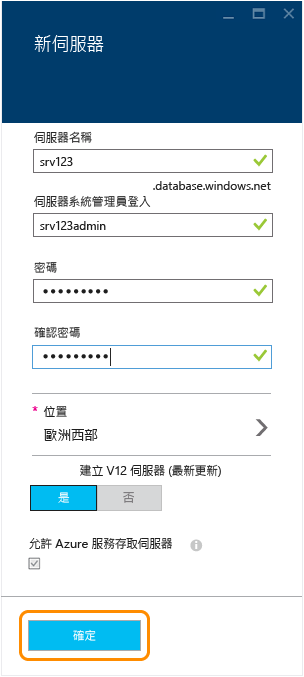 新伺服器
伺服器名稱
srv123
.database.windows.net
伺服器系統管理員登入
srv123admin
密碼
•••••••••
確認密碼
•••••••••
* 位置
歐洲西部
建立 V12 伺服器 (最新更新)
是 否
允許 Azure 服務存取伺服器
確定